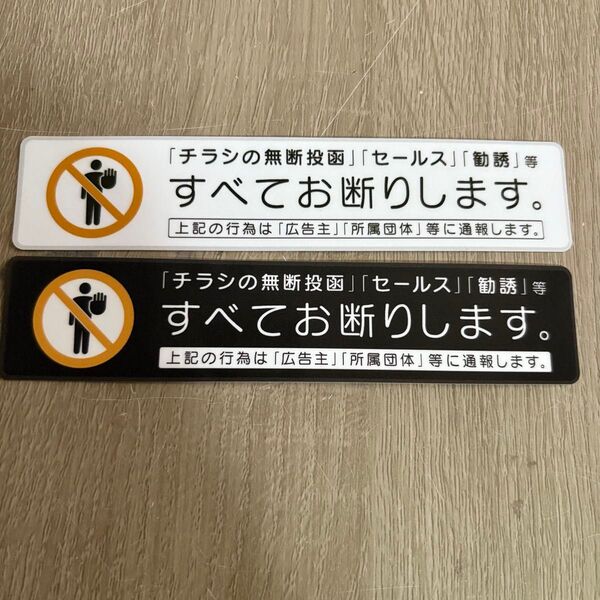 「チラシの無断投函」「セールス」「勧誘」等
すべてお断りします。
上記の行為は「広告主」「所属団体」等に通報します。
「チラシの無断投函」「セールス」「勧誘」等
すべてお断りします。
上記の行為は「広告主」「所属団体」等に通報します。